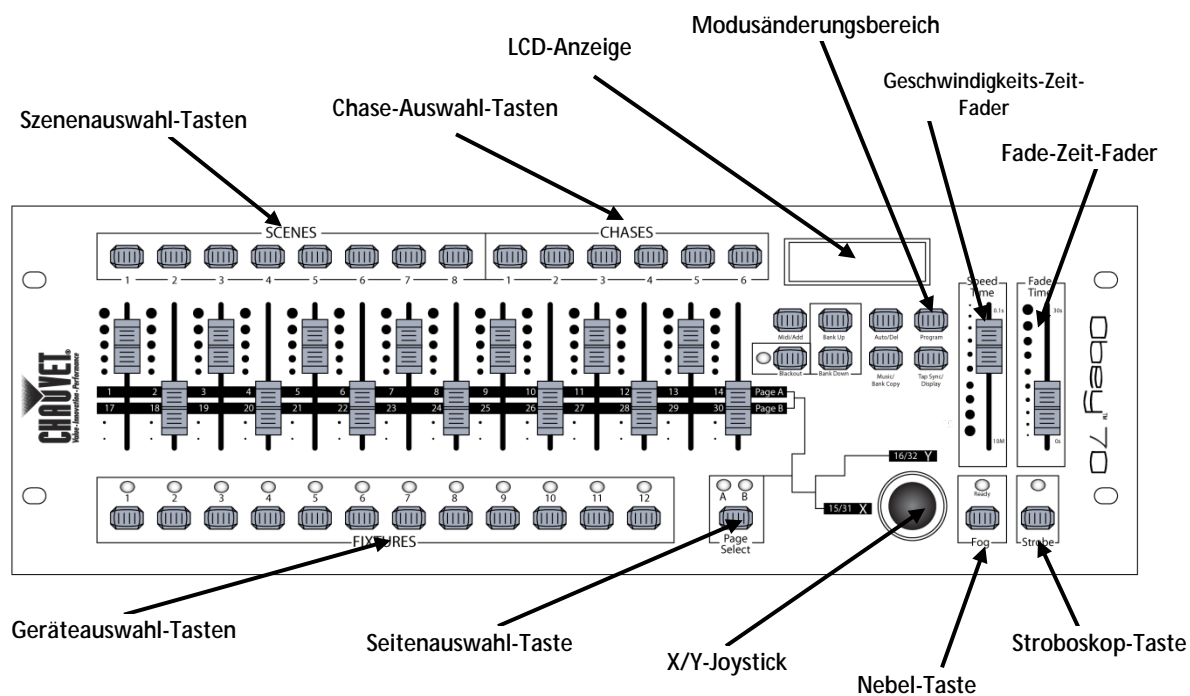 Modusänderungsbereich
LCD-Anzeige
Geschwindigkeits-Zeit-
Fader
Szenenauswahl-Tasten
Chase-Auswahl-Tasten
Fade-Zeit-Fader
SCENES
CHASES
1 2 3 4 5 6 7 8
1 2 3 4 5 6
Speed
Time
Fade
Time
0.1s
30s
Midi/Add
Bank Up
Auto/Del
Program
Blackout
Bank Down
Music/
Bank Copy
Tap Sync/
Display
1 2 3 4 5 6 7 8 9 10 11 12 13 14 Page A
17 18 19 20 21 22 23 24 25 26 27 28 29 30 Page B
10M
0s
CHAUVET®
Value·Innovation·Performance
Obey 70
TM
16/32 Y
15/31 X
1 2 3 4 5 6 7 8 9 10 11 12
FIXTURES
A B
Page
Select
Ready
Fog
Strobe
Geräteauswahl-Tasten
Seitenauswahl-Taste
X/Y-Joystick
Nebel-Taste
Stroboskop-Taste